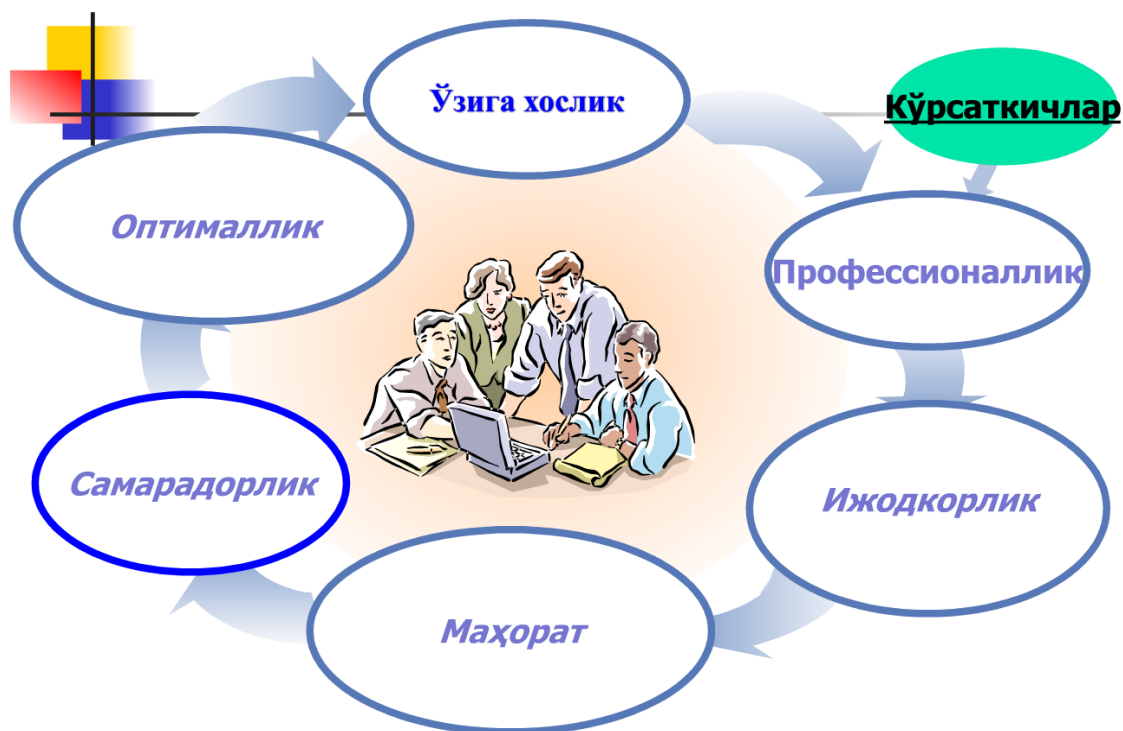 Ўзига хослик
Кўрсаткичлар
Оптималлик
Профессионаллик
Самарадорлик
Ижодкорлик
Маҳорат